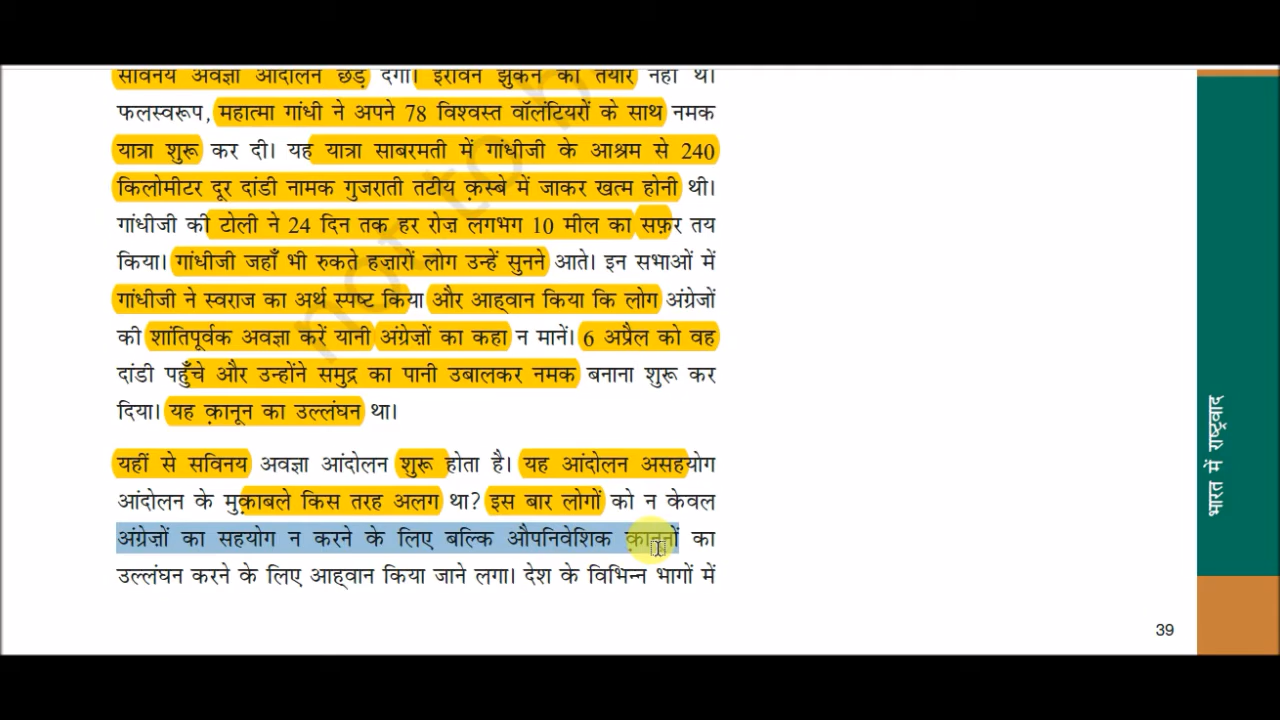 सविनय अवज्ञा आंदोलन छेड़ देंगी। इरविन झुकने को तैयार नहीं थे।
फलस्वरूप, महात्मा गांधी ने अपने 78 विश्वस्त वॉलंटियरों के साथ नमक
यात्रा शुरू कर दी। यह यात्रा साबरमती में गांधीजी के आश्रम से 240
किलोमीटर दूर दांडी नामक गुजराती तटीय क़स्बे में जाकर खत्म होनी थी।
गांधीजी की टोली ने 24 दिन तक हर रोज़ लगभग 10 मील का सफ़र तय
किया। गांधीजी जहाँ भी रुकते हज़ारों लोग उन्हें सुनने आते। इन सभाओं में
गांधीजी ने स्वराज का अर्थ स्पष्ट किया और आह्वान किया कि लोग अंग्रेज़ों
की शांतिपूर्वक अवज्ञा करें यानी अंग्रेज़ों का कहा न मानें। 6 अप्रैल को वह
दांडी पहुँचे और उन्होंने समुद्र का पानी उबालकर नमक बनाना शुरू कर
दिया। यह क़ानून का उल्लंघन था।
यहीं से सविनय अवज्ञा आंदोलन शुरू होता है। यह आंदोलन असहयोग
आंदोलन के मुक़ाबले किस तरह अलग था? इस बार लोगों को न केवल
अंग्रेज़ों का सहयोग न करने के लिए बल्कि औपनिवेशिक क़ानूनों का
उल्लंघन करने के लिए आह्वान किया जाने लगा। देश के विभिन्न भागों में
भारत में राष्ट्रवाद
39
not to b